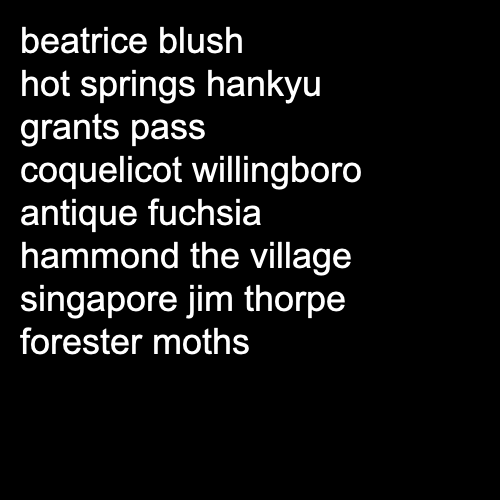 beatrice blush
hot springs hankyu
grants pass
coquelicot willingboro
antique fuchsia
hammond the village
singapore jim thorpe
forester moths